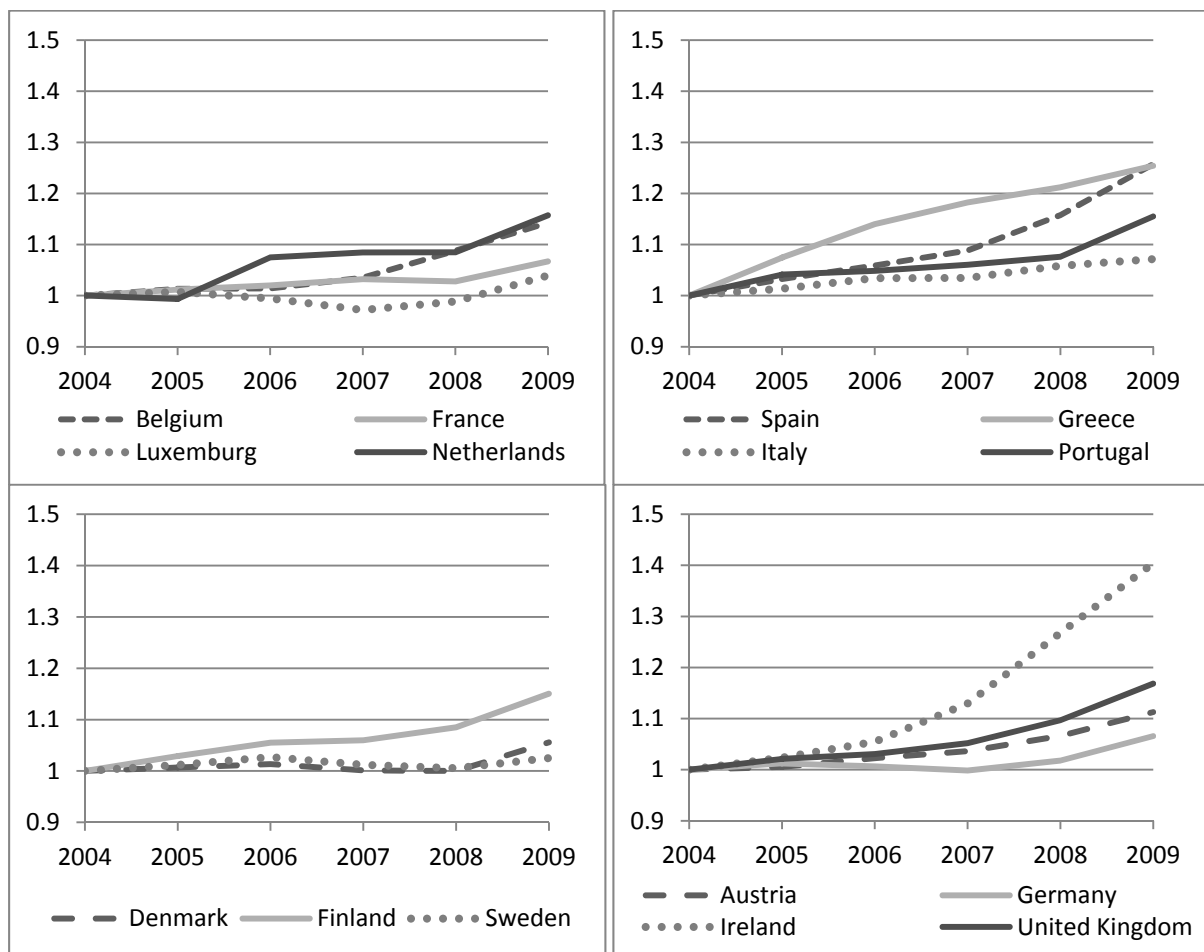 1.5
1.4
1.3
1.2
1.1
1
0.9
2004 2005 2006 2007 2008 2009
Belgium France
Luxemburg Netherlands
1.5
1.4
1.3
1.2
1.1
1
0.9
2004 2005 2006 2007 2008 2009
Spain Greece
Italy Portugal
1.5
1.4
1.3
1.2
1.1
1
0.9
2004 2005 2006 2007 2008 2009
Denmark Finland Sweden
1.5
1.4
1.3
1.2
1.1
1
0.9
2004 2005 2006 2007 2008 2009
Austria Germany
Ireland United Kingdom